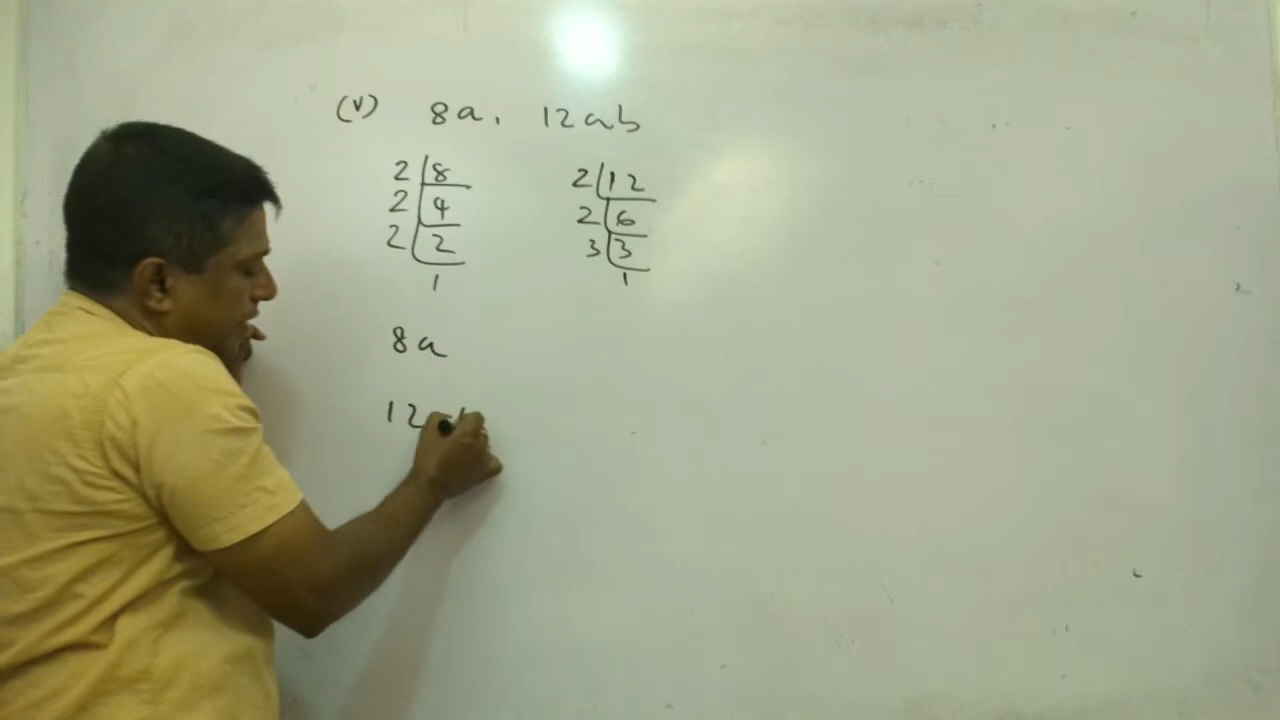 (v) 8a, 12ab
2 8 2 12
2 4 2 6
2 2 3 3
1 1
8a
12